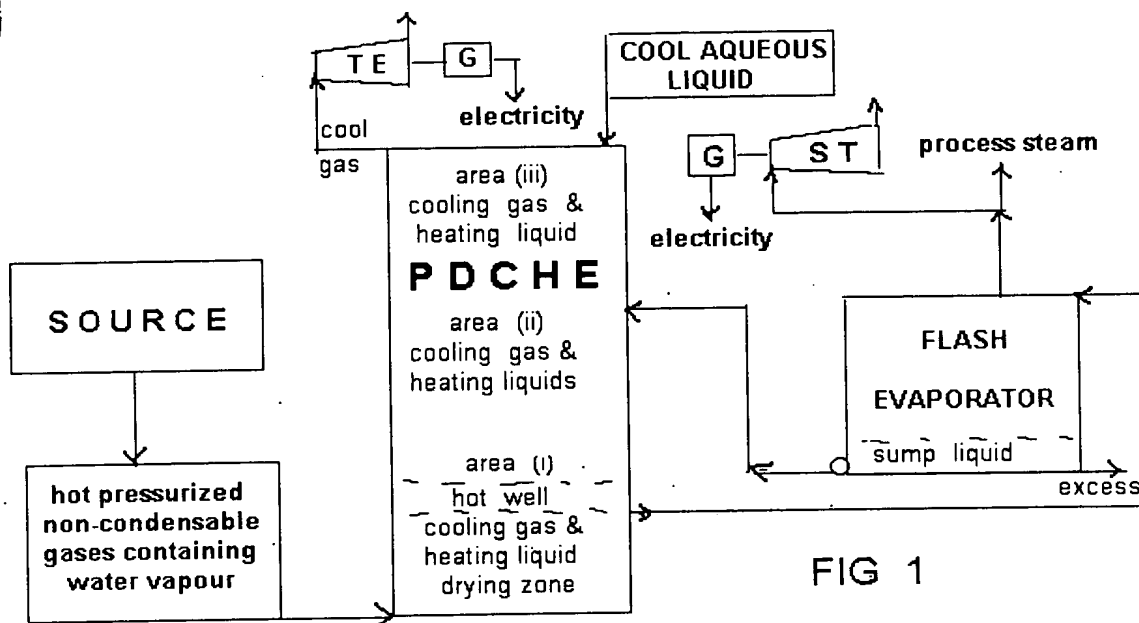 T E
G
electricity
cool
gas
COOL AQUEOUS
LIQUID
G
S T
electricity
process steam
SOURCE
hot pressurized
non-condensable
gases containing
water vapour
area (iii)
cooling gas &
heating liquid
PDCHE
area (ii)
cooling gas &
heating liquids
area (i)
hot well
cooling gas &
heating liquid
drying zone
FLASH
EVAPORATOR
sump liquid
excess
FIG 1